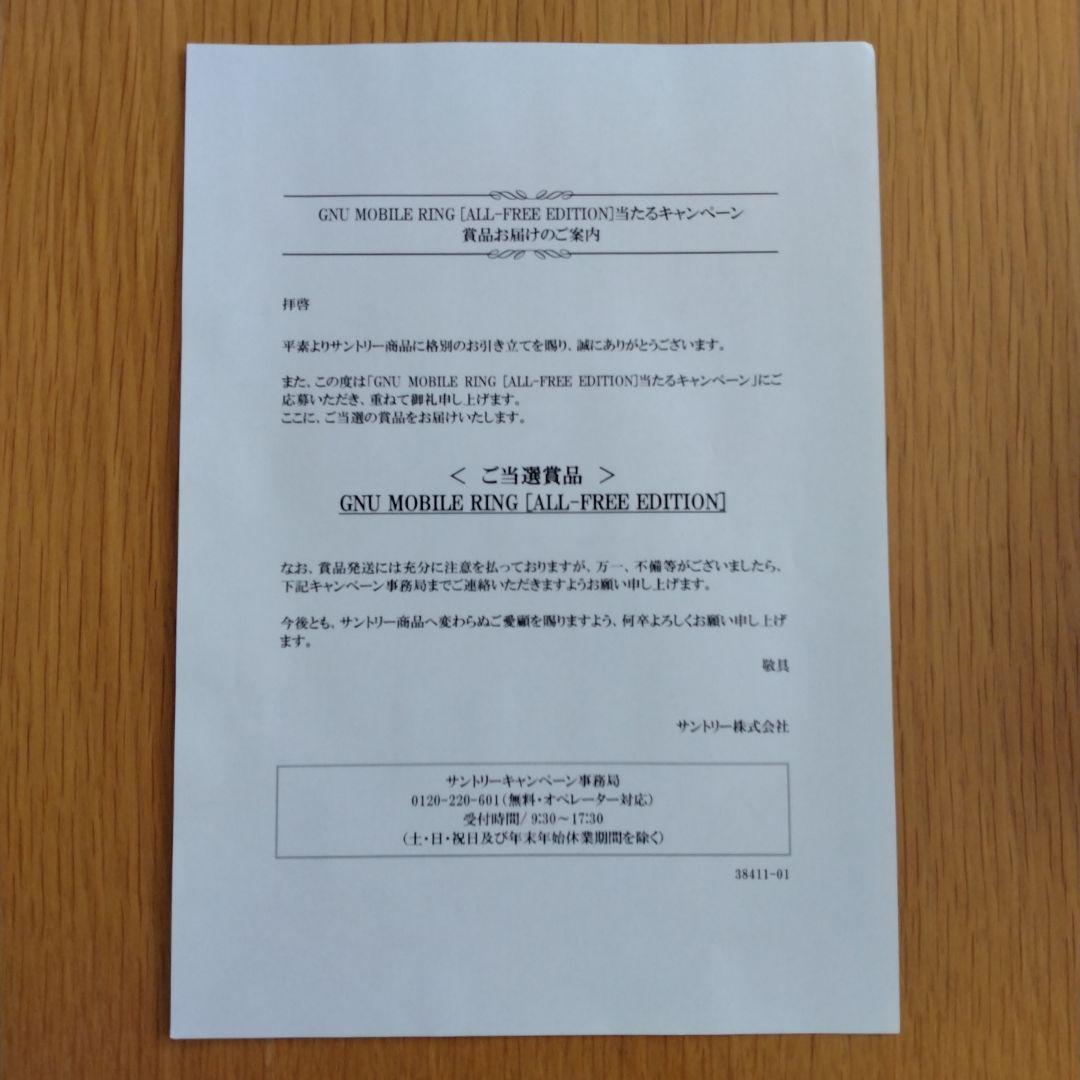 GNU MOBILE RING [ALL-FREE EDITION]当たるキャンペーン
賞品お届けのご案内
拝啓
平素よりサントリー商品に格別のお引き立てを賜り、誠にありがとうございます。
また、この度は「GNU MOBILE RING [ALL-FREE EDITION]当たるキャンペーン」にご
応募いただき、重ねて御礼申し上げます。
ここに、ご当選の賞品をお届けいたします。
＜ ご当選賞品 ＞
GNU MOBILE RING [ALL-FREE EDITION]
なお、賞品発送には充分に注意を払っておりますが、万一、不備等がございましたら、
下記キャンペーン事務局までご連絡いただきますようお願い申し上げます。
今後とも、サントリー商品へ変わらぬご愛顧を賜りますよう、何卒よろしくお願い申し上げ
ます。
敬具
サントリー株式会社
サントリーキャンペーン事務局
0120-220-601（無料・オペレーター対応）
受付時間/ 9:30～17:30
（土・日・祝日及び年末年始休業期間を除く）
38411-01